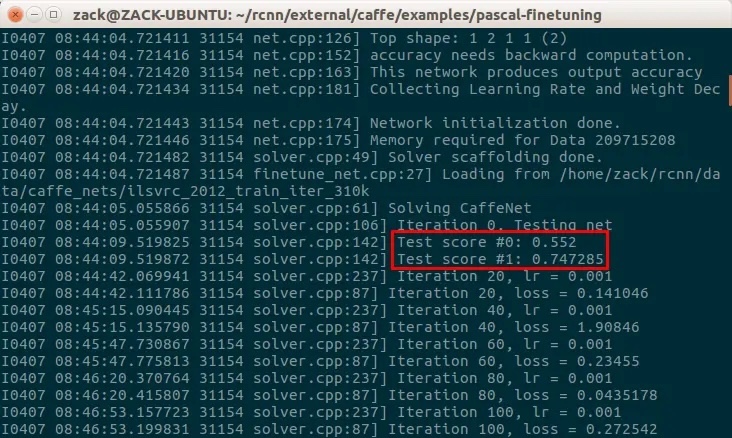 zack@ZACK-UBUNTU: ~/rcnn/external/caffe/examples/pascal-finetuning
I0407 08:44:04.721411 31154 net.cpp:126] Top shape: 1 2 1 1 (2)
I0407 08:44:04.721416 31154 net.cpp:152] accuracy needs backward computation.
I0407 08:44:04.721420 31154 net.cpp:163] This network produces output accuracy
I0407 08:44:04.721434 31154 net.cpp:181] Collecting Learning Rate and Weight Dec
ay.
I0407 08:44:04.721443 31154 net.cpp:174] Network initialization done.
I0407 08:44:04.721446 31154 net.cpp:175] Memory required for Data 209715208
I0407 08:44:04.721482 31154 solver.cpp:49] Solver scaffolding done.
I0407 08:44:04.721487 31154 finetune_net.cpp:27] Loading from /home/zack/rcnn/da
ta/caffe_nets/ilsvrc_2012_train_iter_310k
I0407 08:44:05.055866 31154 solver.cpp:61] Solving CaffeNet
I0407 08:44:05.055907 31154 solver.cpp:106] Iteration 0, Testing net
I0407 08:44:09.519825 31154 solver.cpp:142] Test score #0: 0.552
I0407 08:44:09.519872 31154 solver.cpp:142] Test score #1: 0.747285
I0407 08:44:42.069941 31154 solver.cpp:237] Iteration 20, lr = 0.001
I0407 08:44:42.111786 31154 solver.cpp:87] Iteration 20, loss = 0.141046
I0407 08:45:15.090445 31154 solver.cpp:237] Iteration 40, lr = 0.001
I0407 08:45:15.135790 31154 solver.cpp:87] Iteration 40, loss = 1.90846
I0407 08:45:47.730867 31154 solver.cpp:237] Iteration 60, lr = 0.001
I0407 08:45:47.775813 31154 solver.cpp:87] Iteration 60, loss = 0.23455
I0407 08:46:20.370764 31154 solver.cpp:237] Iteration 80, lr = 0.001
I0407 08:46:20.415807 31154 solver.cpp:87] Iteration 80, loss = 0.0435178
I0407 08:46:53.157723 31154 solver.cpp:237] Iteration 100, lr = 0.001
I0407 08:46:53.199831 31154 solver.cpp:87] Iteration 100, loss = 0.272542